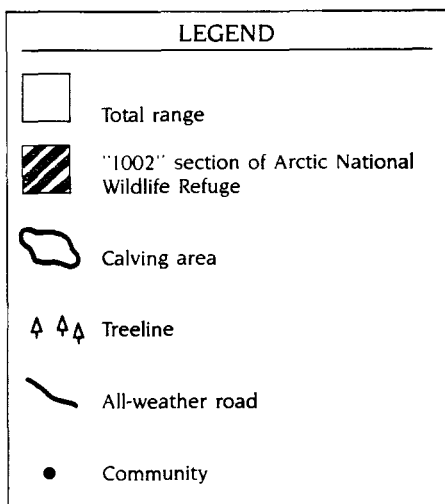 LEGEND
Total range
"1002" section of Arctic National
Wildlife Refuge
Calving area
Treeline
All-weather road
Community